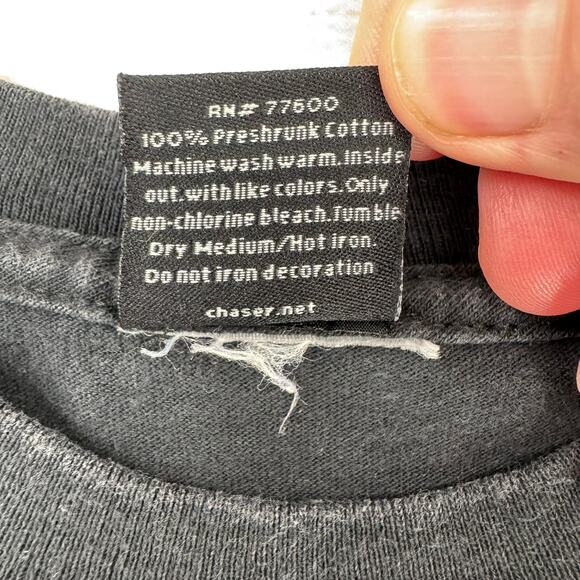 RN# 77600
100% Preshrunk Cotton
Machine wash warm, inside
out, with like colors. Only
non-chlorine bleach. Tumble
Dry Medium/Hot iron.
Do not iron decoration
chaser.net